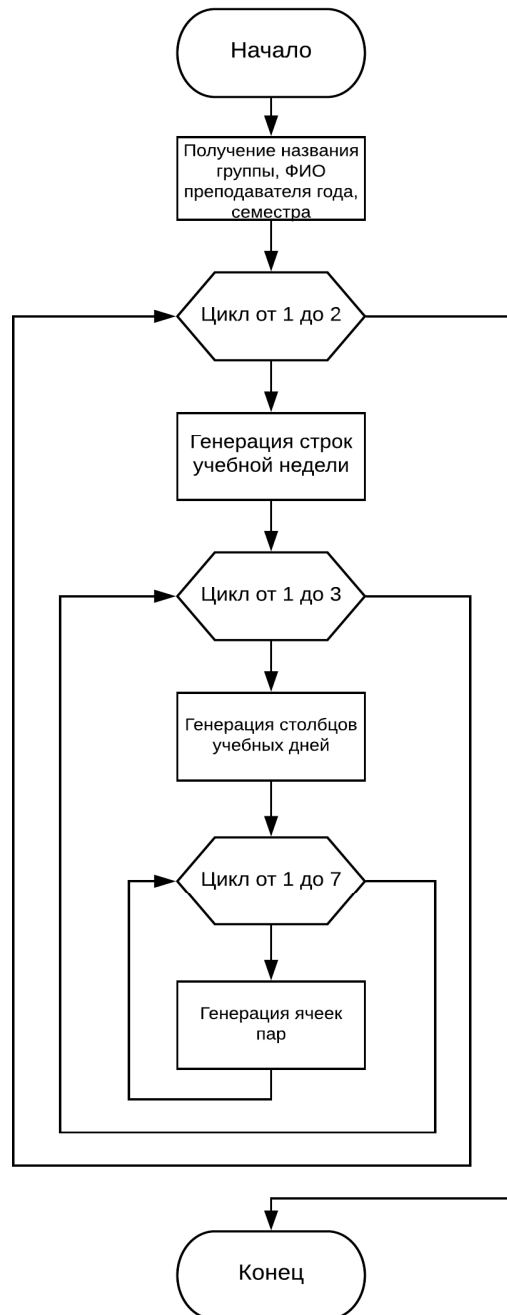 Начало
Получение названия
группы, ФИО
преподавателя года,
семестра
Цикл от 1 до 2
Генерация строк
учебной недели
Цикл от 1 до 3
Генерация столбцов
учебных дней
Цикл от 1 до 7
Генерация ячеек
пар
Конец